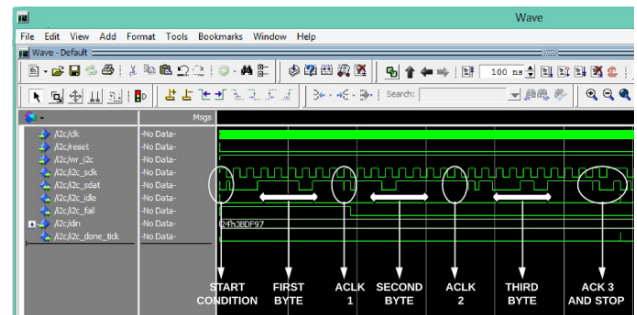 Wave
File Edit View Add Format Tools Bookmarks Window Help
Wave - Default
100 ns
Search:
Msgs
/i2c/clk -No Data-
/i2c/reset -No Data-
/i2c/wr_i2c -No Data-
/i2c/i2c_sclk -No Data-
/i2c/i2c_sdat -No Data-
/i2c/i2c_idle -No Data-
/i2c/i2c_fail -No Data-
/i2c/din -No Data- 24'h3BDF97
/i2c/i2c_done_tick -No Data-
START CONDITION
FIRST BYTE
ACLK 1
SECOND BYTE
ACLK 2
THIRD BYTE
ACK 3 AND STOP